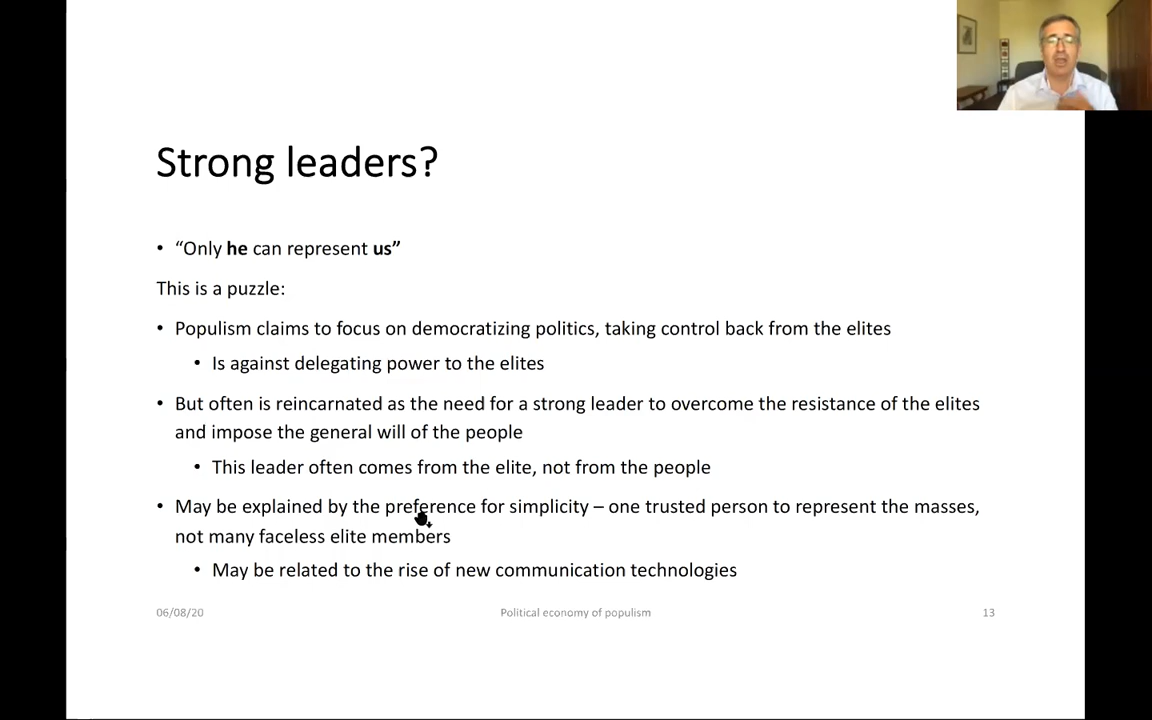 Strong leaders?
• “Only he can represent us”
This is a puzzle:
• Populism claims to focus on democratizing politics, taking control back from the elites
• Is against delegating power to the elites
• But often is reincarnated as the need for a strong leader to overcome the resistance of the elites
and impose the general will of the people
• This leader often comes from the elite, not from the people
• May be explained by the preference for simplicity – one trusted person to represent the masses,
not many faceless elite members
• May be related to the rise of new communication technologies
06/08/20 Political economy of populism 13